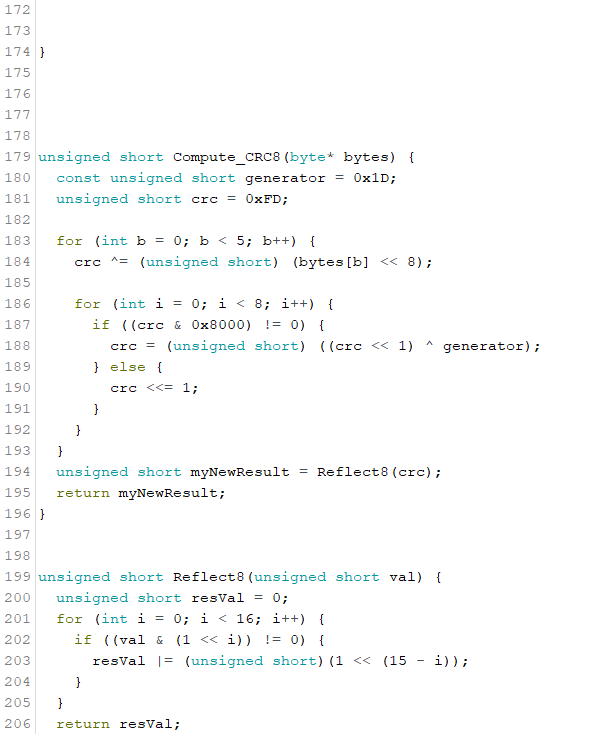 172
173
174 }
175
176
177
178
179 unsigned short Compute_CRC8(byte* bytes) {
180   const unsigned short generator = 0x1D;
181   unsigned short crc = 0xFD;
182
183   for (int b = 0; b < 5; b++) {
184     crc ^= (unsigned short) (bytes[b] << 8);
185
186     for (int i = 0; i < 8; i++) {
187       if ((crc & 0x8000) != 0) {
188         crc = (unsigned short) ((crc << 1) ^ generator);
189       } else {
190         crc <<= 1;
191       }
192     }
193   }
194   unsigned short myNewResult = Reflect8(crc);
195   return myNewResult;
196 }
197
198
199 unsigned short Reflect8(unsigned short val) {
200   unsigned short resVal = 0;
201   for (int i = 0; i < 16; i++) {
202     if ((val & (1 << i)) != 0) {
203       resVal |= (unsigned short)(1 << (15 - i));
204     }
205   }
206   return resVal;